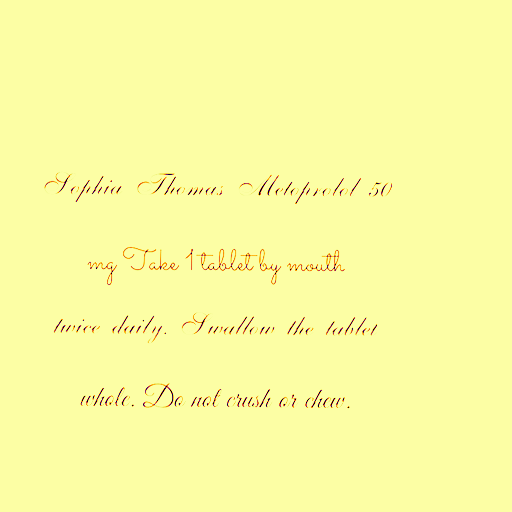 Sophia Thomas Metoprolol 50
mg Take 1 tablet by mouth
twice daily. Swallow the tablet
whole. Do not crush or chew.